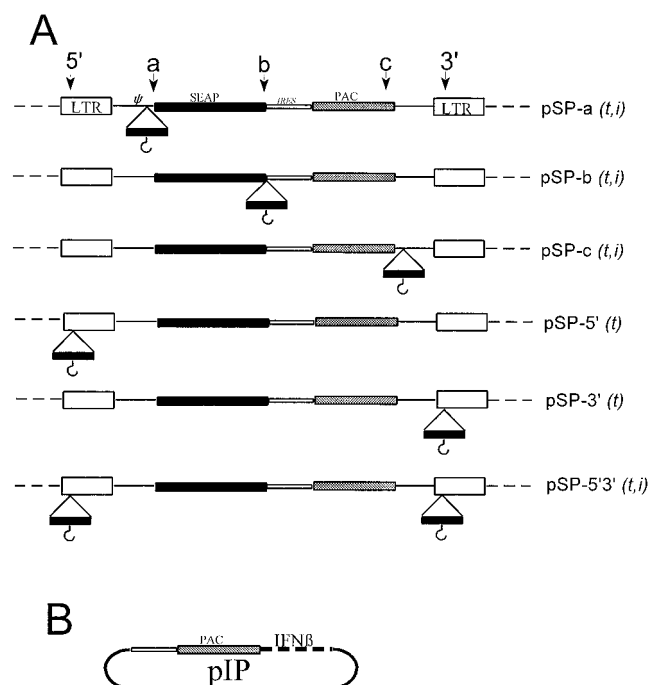 A
5' a b c 3'
LTR ψ SEAP IRES PAC LTR pSP-a (t,i)
pSP-b (t,i)
pSP-c (t,i)
pSP-5' (t)
pSP-3' (t)
pSP-5'3' (t,i)
B
PAC IFNß
pIP